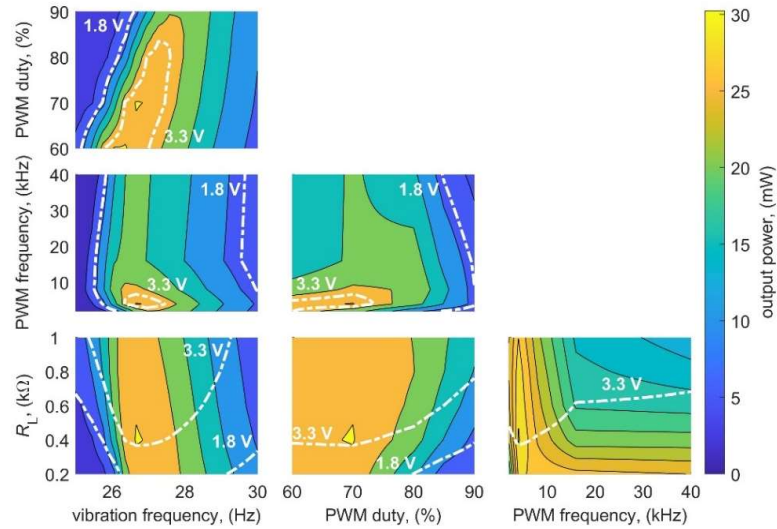 90
80
70
60
PWM duty, (%)
1.8 V
3.3 V
40
30
20
10
PWM frequency, (kHz)
1.8 V
3.3 V
1.8 V
3.3 V
1
0.8
0.6
0.4
0.2
R_L, (kΩ)
3.3 V
1.8 V
26 28 30
vibration frequency, (Hz)
3.3 V
1.8 V
60 70 80 90
PWM duty, (%)
3.3 V
10 20 30 40
PWM frequency, (kHz)
30
25
20
15
10
5
0
output power, (mW)